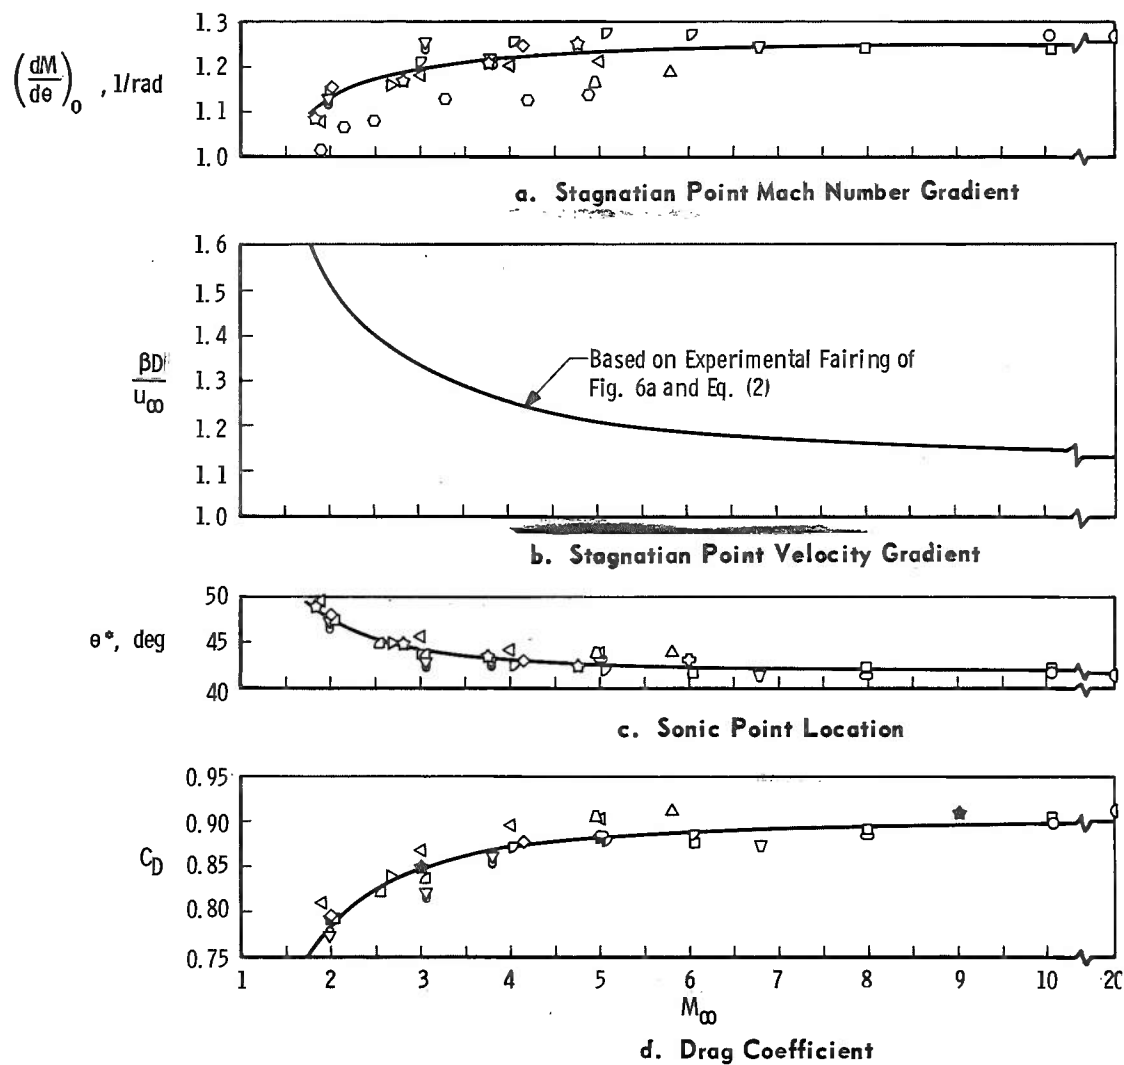 1.3
1.2
1.1
1.0
(dM/dθ)o , 1/rad
a. Stagnatian Point Mach Number Gradient
1.6
1.5
1.4
1.3
1.2
1.1
1.0
βD/u∞
Based on Experimental Fairing of
Fig. 6a and Eq. (2)
b. Stagnatian Point Velocity Gradient
50
45
40
θ*, deg
c. Sonic Point Location
0.95
0.90
0.85
0.80
0.75
CD
1 2 3 4 5 6 7 8 9 10 20
M∞
d. Drag Coefficient